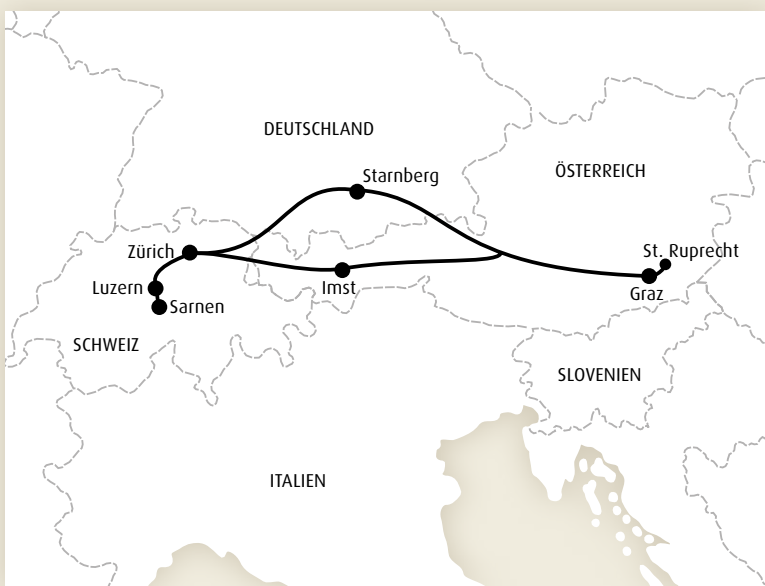 DEUTSCHLAND
Starnberg
ÖSTERREICH
Zürich
St. Ruprecht
Luzern
Imst
Graz
Sarnen
SCHWEIZ
SLOVENIEN
ITALIEN